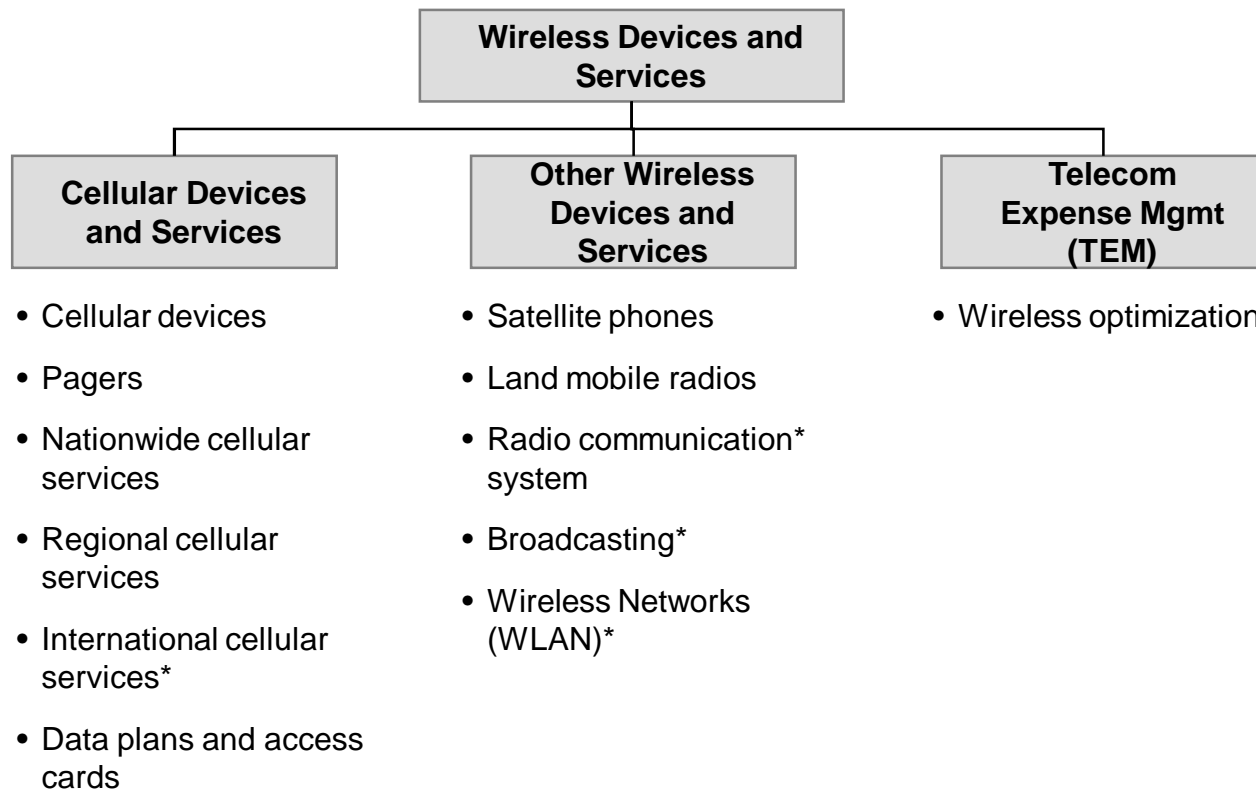 Wireless Devices and
Services
Cellular Devices
and Services
Other Wireless
Devices and
Services
Telecom
Expense Mgmt
(TEM)
• Cellular devices
• Pagers
• Nationwide cellular
services
• Regional cellular
services
• International cellular
services*
• Data plans and access
cards
• Satellite phones
• Land mobile radios
• Radio communication*
system
• Broadcasting*
• Wireless Networks
(WLAN)*
• Wireless optimization